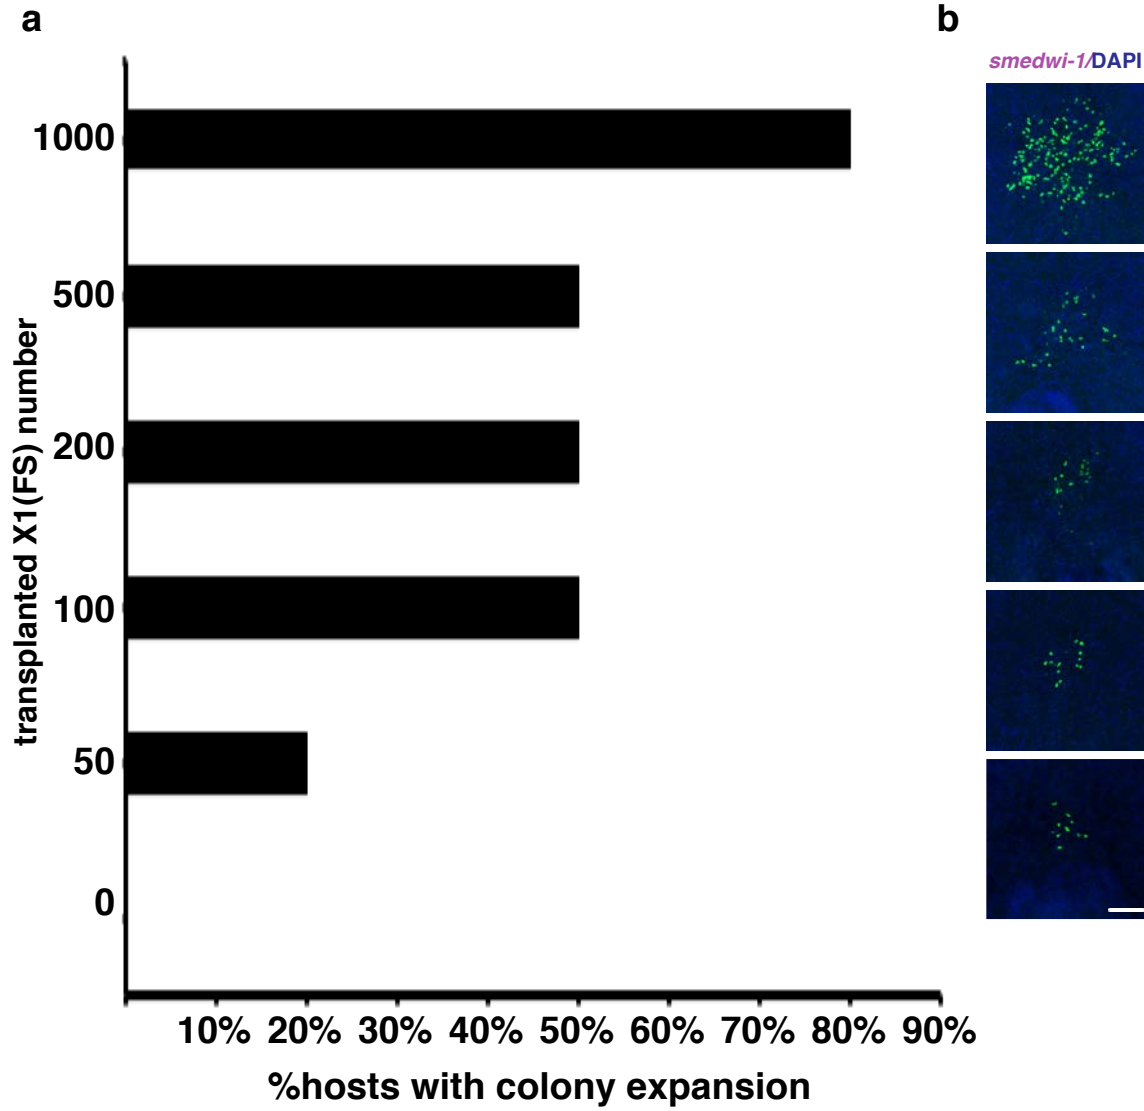 a
b
smedwi-1/DAPI
transplanted X1(FS) number
1000
500
200
100
50
0
10% 20% 30% 40% 50% 60% 70% 80% 90%
%hosts with colony expansion